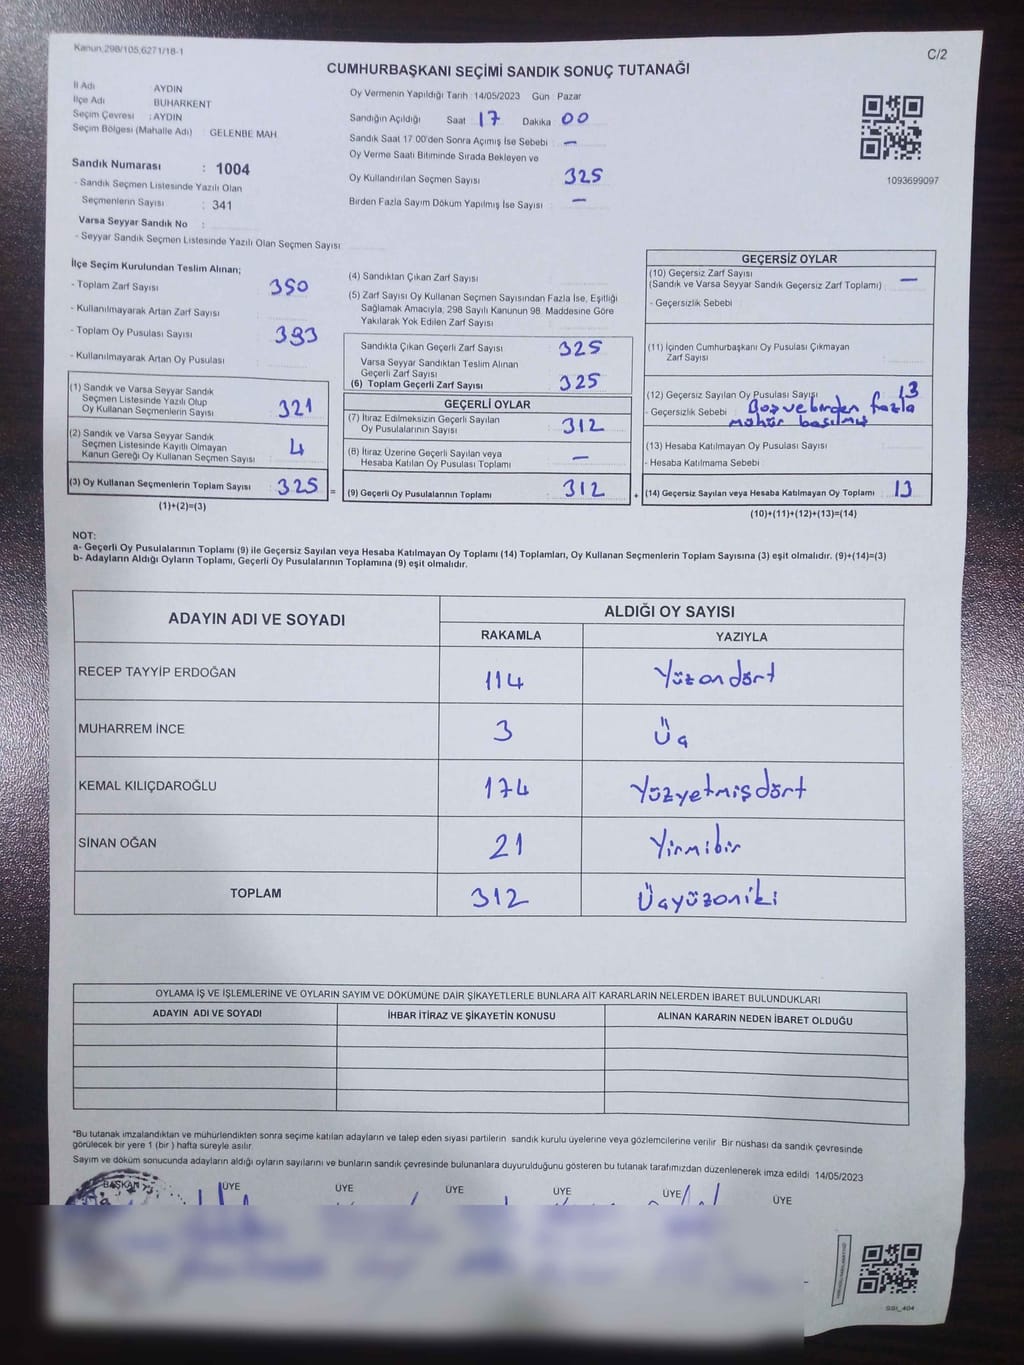 Kanun.298/105,6271/18-1
C/2
CUMHURBAŞKANI SEÇİMİ SANDIK SONUÇ TUTANAĞI
İl Adı AYDIN
İlçe Adı BUHARKENT
Seçim Çevresi : AYDIN
Seçim Bölgesi (Mahalle Adı) : GELENBE MAH.
Sandık Numarası : 1004
- Sandık Seçmen Listesinde Yazılı Olan
Seçmenlerin Sayısı : 341
Varsa Seyyar Sandık No :
- Seyyar Sandık Seçmen Listesinde Yazılı Olan Seçmen Sayısı
Oy Vermenin Yapıldığı Tarih :14/05/2023 Gün : Pazar
Sandığın Açıldığı Saat 17 Dakika 00
Sandık Saat 17.00'den Sonra Açımış İse Sebebi : —
Oy Verme Saati Bitiminde Sırada Bekleyen ve
Oy Kullandırılan Seçmen Sayısı 325
Birden Fazla Sayım Döküm Yapılmış İse Sayısı : —
1093699097
İlçe Seçim Kurulundan Teslim Alınan;
- Toplam Zarf Sayısı : 350
- Kullanılmayarak Artan Zarf Sayısı :
- Toplam Oy Pusulası Sayısı : 393
- Kullanılmayarak Artan Oy Pusulası :
(1) Sandık ve Varsa Seyyar Sandık
Seçmen Listesinde Yazılı Olup
Oy Kullanan Seçmenlerin Sayısı : 321
(2) Sandık ve Varsa Seyyar Sandık
Seçmen Listesinde Kayıtlı Olmayan
Kanun Gereği Oy Kullanan Seçmen Sayısı : 4
(3) Oy Kullanan Seçmenlerin Toplam Sayısı : 325
(1)+(2)=(3)
=
(4) Sandıktan Çıkan Zarf Sayısı :
(5) Zarf Sayısı Oy Kullanan Seçmen Sayısından Fazla İse, Eşitliği
Sağlamak Amacıyla, 298 Sayılı Kanunun 98. Maddesine Göre
Yakılarak Yok Edilen Zarf Sayısı :
Sandıkta Çıkan Geçerli Zarf Sayısı : 325
Varsa Seyyar Sandıktan Teslim Alınan
Geçerli Zarf Sayısı :
(6) Toplam Geçerli Zarf Sayısı : 325
GEÇERLİ OYLAR
(7) İtiraz Edilmeksizin Geçerli Sayılan
Oy Pusulalarının Sayısı : 312
(8) İtiraz Üzerine Geçerli Sayılan veya
Hesaba Katılan Oy Pusulası Toplamı : —
(9) Geçerli Oy Pusulalarının Toplamı : 312
+
GEÇERSİZ OYLAR
(10) Geçersiz Zarf Sayısı
(Sandık ve Varsa Seyyar Sandık Geçersiz Zarf Toplamı) : —
- Geçersizlik Sebebi :
(11) İçinden Cumhurbaşkanı Oy Pusulası Çıkmayan
Zarf Sayısı :
(12) Geçersiz Sayılan Oy Pusulası Sayısı : 13
- Geçersizlik Sebebi : Boş ve birden fazla
mühür basılmış
(13) Hesaba Katılmayan Oy Pusulası Sayısı :
- Hesaba Katılmama Sebebi :
(14) Geçersiz Sayılan veya Hesaba Katılmayan Oy Toplamı : 13
(10)+(11)+(12)+(13)=(14)
NOT:
a- Geçerli Oy Pusulalarının Toplamı (9) ile Geçersiz Sayılan veya Hesaba Katılmayan Oy Toplamı (14) Toplamları, Oy Kullanan Seçmenlerin Toplam Sayısına (3) eşit olmalıdır. (9)+(14)=(3)
b- Adayların Aldığı Oyların Toplamı, Geçerli Oy Pusulalarının Toplamına (9) eşit olmalıdır.
ADAYIN ADI VE SOYADI
ALDIĞI OY SAYISI
RAKAMLA YAZIYLA
RECEP TAYYİP ERDOĞAN 114 Yüzondört
MUHARREM İNCE 3 Üç
KEMAL KILIÇDAROĞLU 174 Yüzyetmişdört
SİNAN OĞAN 21 Yirmibir
TOPLAM 312 Üçyüzoniki
OYLAMA İŞ VE İŞLEMLERİNE VE OYLARIN SAYIM VE DÖKÜMÜNE DAİR ŞİKAYETLERLE BUNLARA AİT KARARLARIN NELERDEN İBARET BULUNDUKLARI
ADAYIN ADI VE SOYADI İHBAR İTİRAZ VE ŞİKAYETİN KONUSU ALINAN KARARIN NEDEN İBARET OLDUĞU
*Bu tutanak imzalandıktan ve mühürlendikten sonra seçime katılan adayların ve talep eden siyasi partilerin sandık kurulu üyelerine veya gözlemcilerine verilir. Bir nüshası da sandık çevresinde
görülecek bir yere 1 (bir ) hafta süreyle asılır.
Sayım ve döküm sonucunda adayların aldığı oyların sayılarını ve bunların sandık çevresinde bulunanlara duyurulduğunu gösteren bu tutanak tarafımızdan düzenlenerek imza edildi. 14/05/2023
BAŞKAN ÜYE ÜYE ÜYE ÜYE ÜYE ÜYE
SSI_404